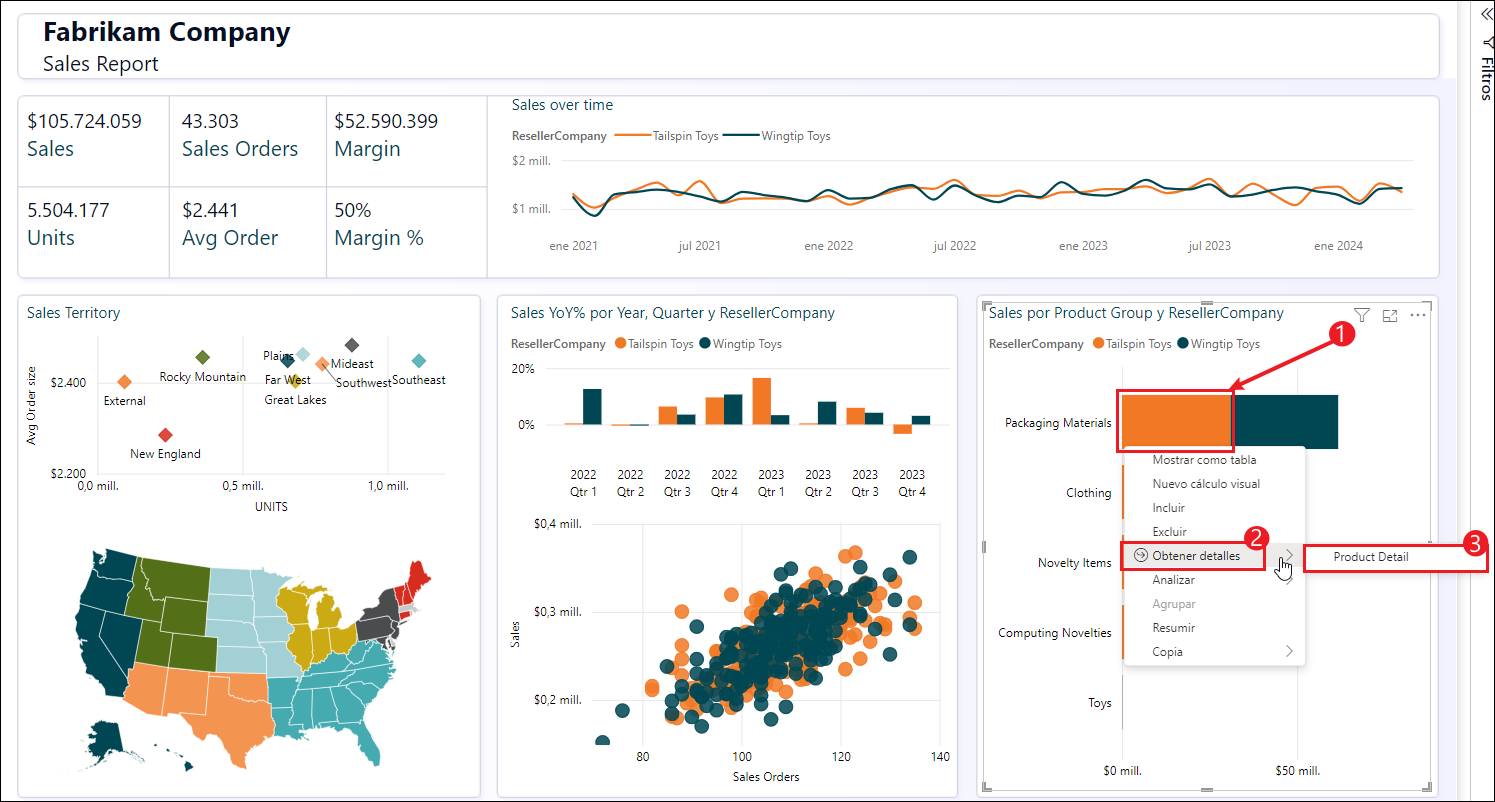 Fabrikam Company
Sales Report
Filtros
$105.724.059
Sales
43.303
Sales Orders
$52.590.399
Margin
5.504.177
Units
$2.441
Avg Order
50%
Margin %
Sales over time
ResellerCompany Tailspin Toys Wingtip Toys
$2 mill.
$1 mill.
ene 2021 jul 2021 ene 2022 jul 2022 ene 2023 jul 2023 ene 2024
Sales Territory
Avg Order size
$2.400
$2.200
Plains
Mideast
Rocky Mountain
Far West
Southwest
Southeast
External
Great Lakes
New England
0,0 mill. 0,5 mill. 1,0 mill.
UNITS
Sales YoY% por Year, Quarter y ResellerCompany
ResellerCompany Tailspin Toys Wingtip Toys
20%
0%
2022 2022 2022 2022 2023 2023 2023 2023
Qtr 1 Qtr 2 Qtr 3 Qtr 4 Qtr 1 Qtr 2 Qtr 3 Qtr 4
Sales
$0,4 mill.
$0,3 mill.
$0,2 mill.
80 100 120 140
Sales Orders
Sales por Product Group y ResellerCompany
ResellerCompany Tailspin Toys Wingtip Toys
1
Packaging Materials
Clothing
Novelty Items
Computing Novelties
Toys
$0 mill. $50 mill.
Mostrar como tabla
Nuevo cálculo visual
Incluir
Excluir
2
Obtener detalles
3
Product Detail
Analizar
Agrupar
Resumir
Copia